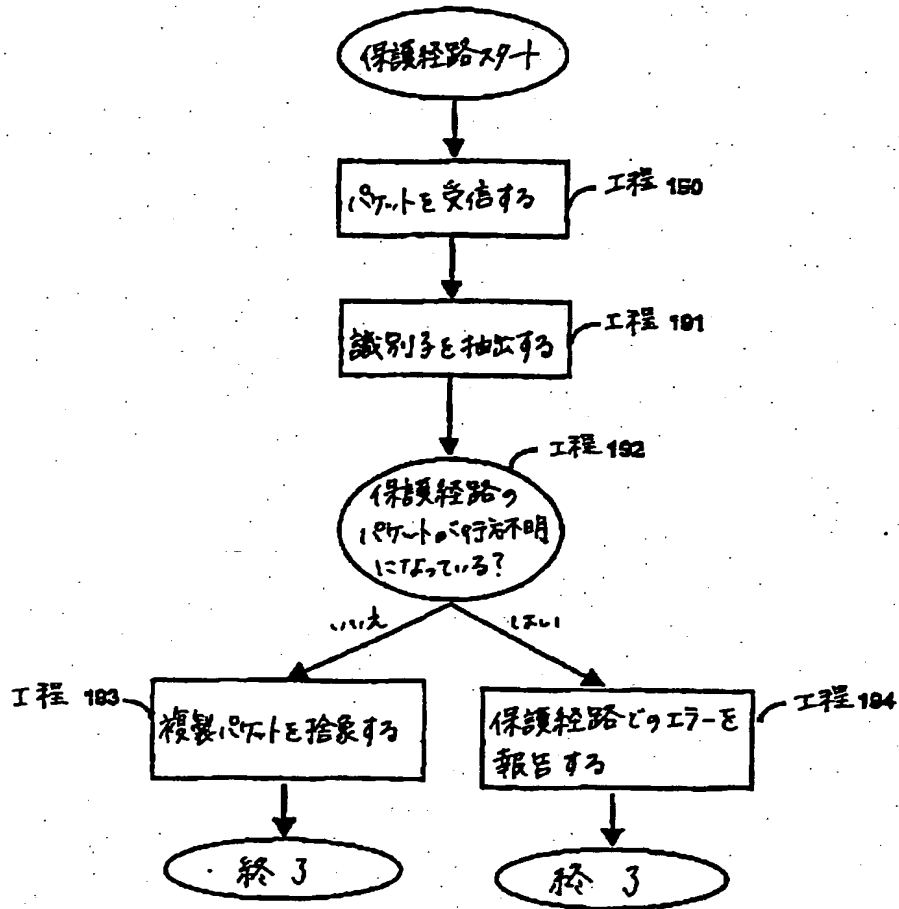 保護経路スタート
パケットを受信する
工程 190
識別子を抽出する
工程 191
工程 192
保護経路の
パケットが行方不明
になっている?
いいえ
はい
工程 193
複製パケットを捨象する
保護経路でのエラーを
報告する
工程 194
終了
終了